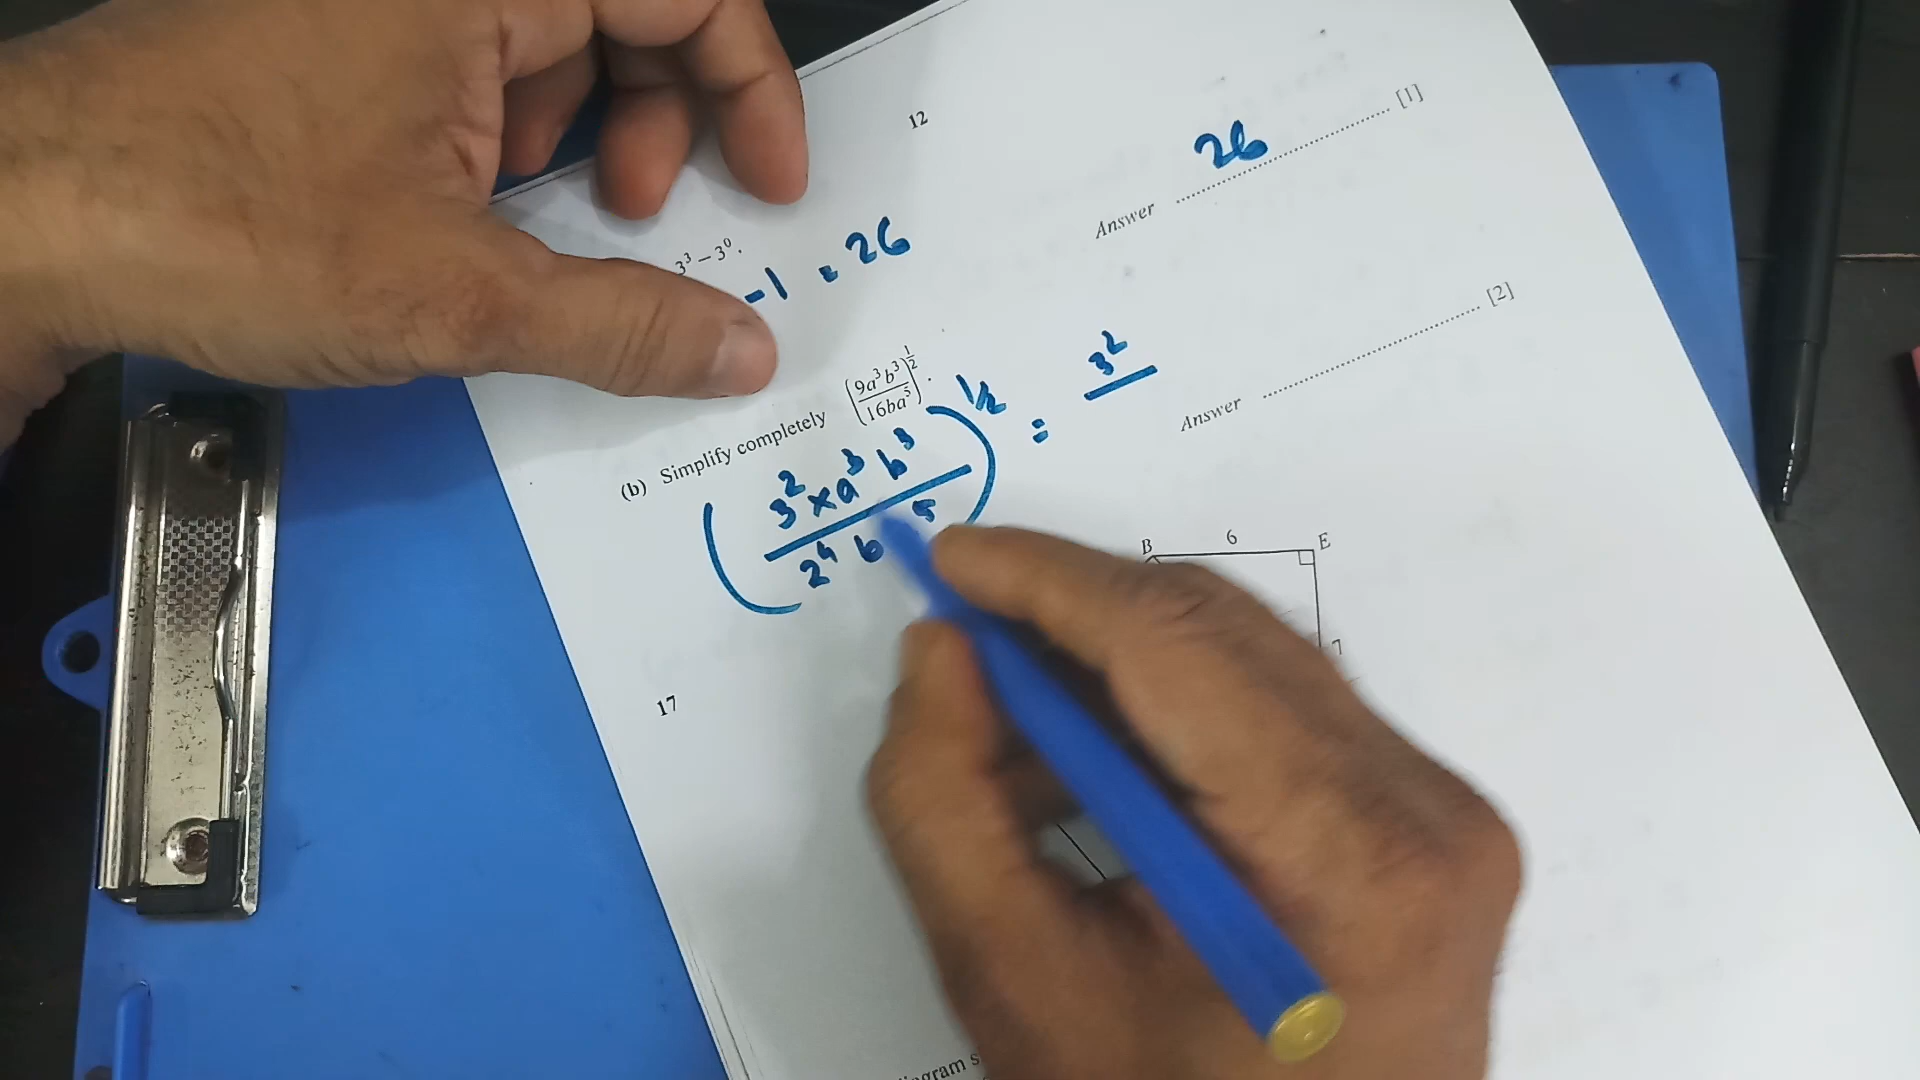 12
3³ – 3⁰.
-1 = 26
26
Answer ........ [1]
(b) Simplify completely (9a³b³/16ba⁵)^½.
(3² × a³ b³ / 2⁴ b 5)^1/2 = 3²
Answer ........ [2]
17
B 6 E
7